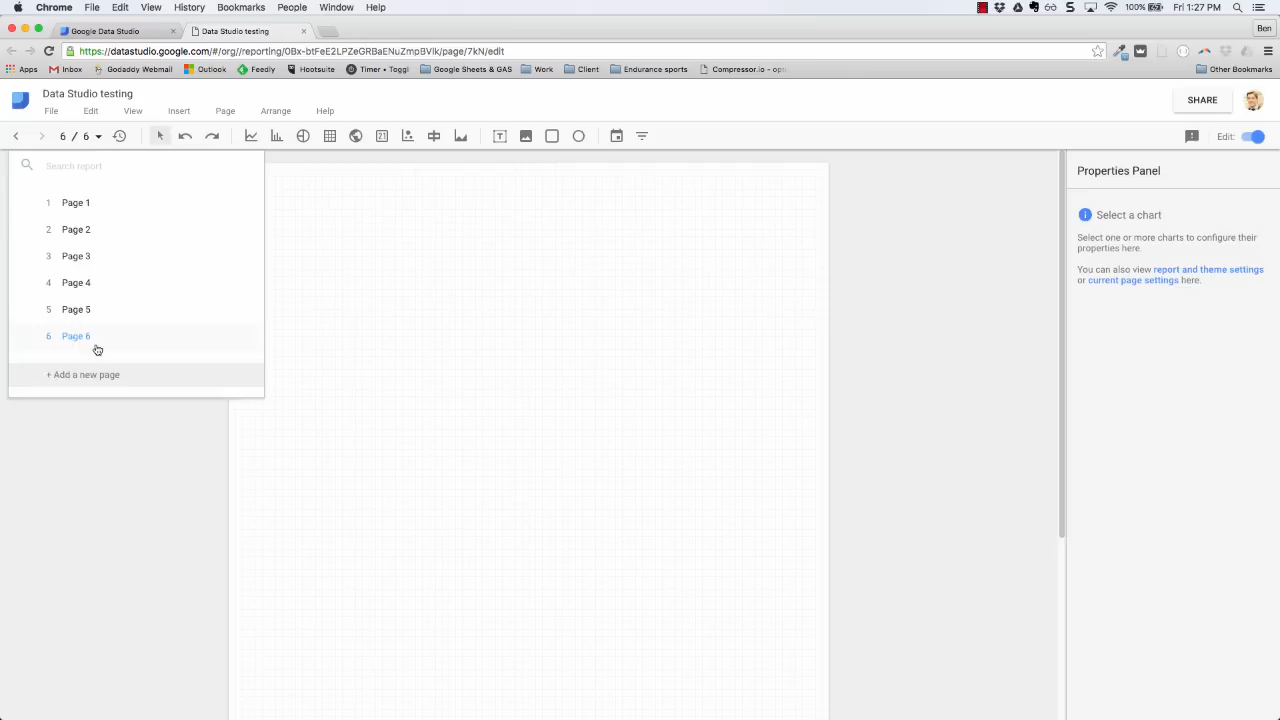 Chrome File Edit View History Bookmarks People Window Help 100% Fri 1:27 PM
Google Data Studio Data Studio testing Ben
https://datastudio.google.com/#/org//reporting/0Bx-btFeE2LPZeGRBaENuZmpBVlk/page/7kN/edit
Apps Inbox Godaddy Webmail Outlook Feedly Hootsuite Timer • Toggl Google Sheets & GAS Work Client Endurance sports Compressor.io - op Other Bookmarks
Data Studio testing
SHARE
File Edit View Insert Page Arrange Help
6 / 6 Edit:
Search report
1 Page 1
2 Page 2
3 Page 3
4 Page 4
5 Page 5
6 Page 6
+ Add a new page
Properties Panel
Select a chart
Select one or more charts to configure their
properties here
You can also view report and theme settings
or current page settings here.